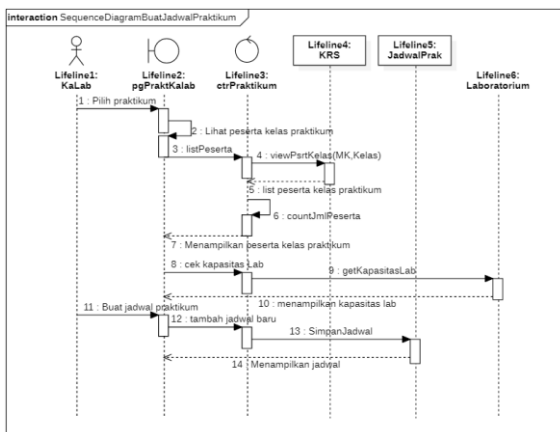 interaction SequenceDiagramBuatJadwalPraktikum
Lifeline1:
KaLab
Lifeline2:
pgPraktKalab
Lifeline3:
ctrPraktikum
Lifeline4:
KRS
Lifeline5:
JadwalPrak
Lifeline6:
Laboratorium
1 : Pilih praktikum
2 : Lihat peserta kelas praktikum
3 : listPeserta
4 : viewPsrtKelas(MK,Kelas)
5 : list peserta kelas praktikum
6 : countJmlPeserta
7 : Menampilkan peserta kelas praktikum
8 : cek kapasitas Lab
9 : getKapasitasLab
10 : menampilkan kapasitas lab
11 : Buat jadwal praktikum
12 : tambah jadwal baru
13 : SimpanJadwal
14 : Menampilkan jadwal